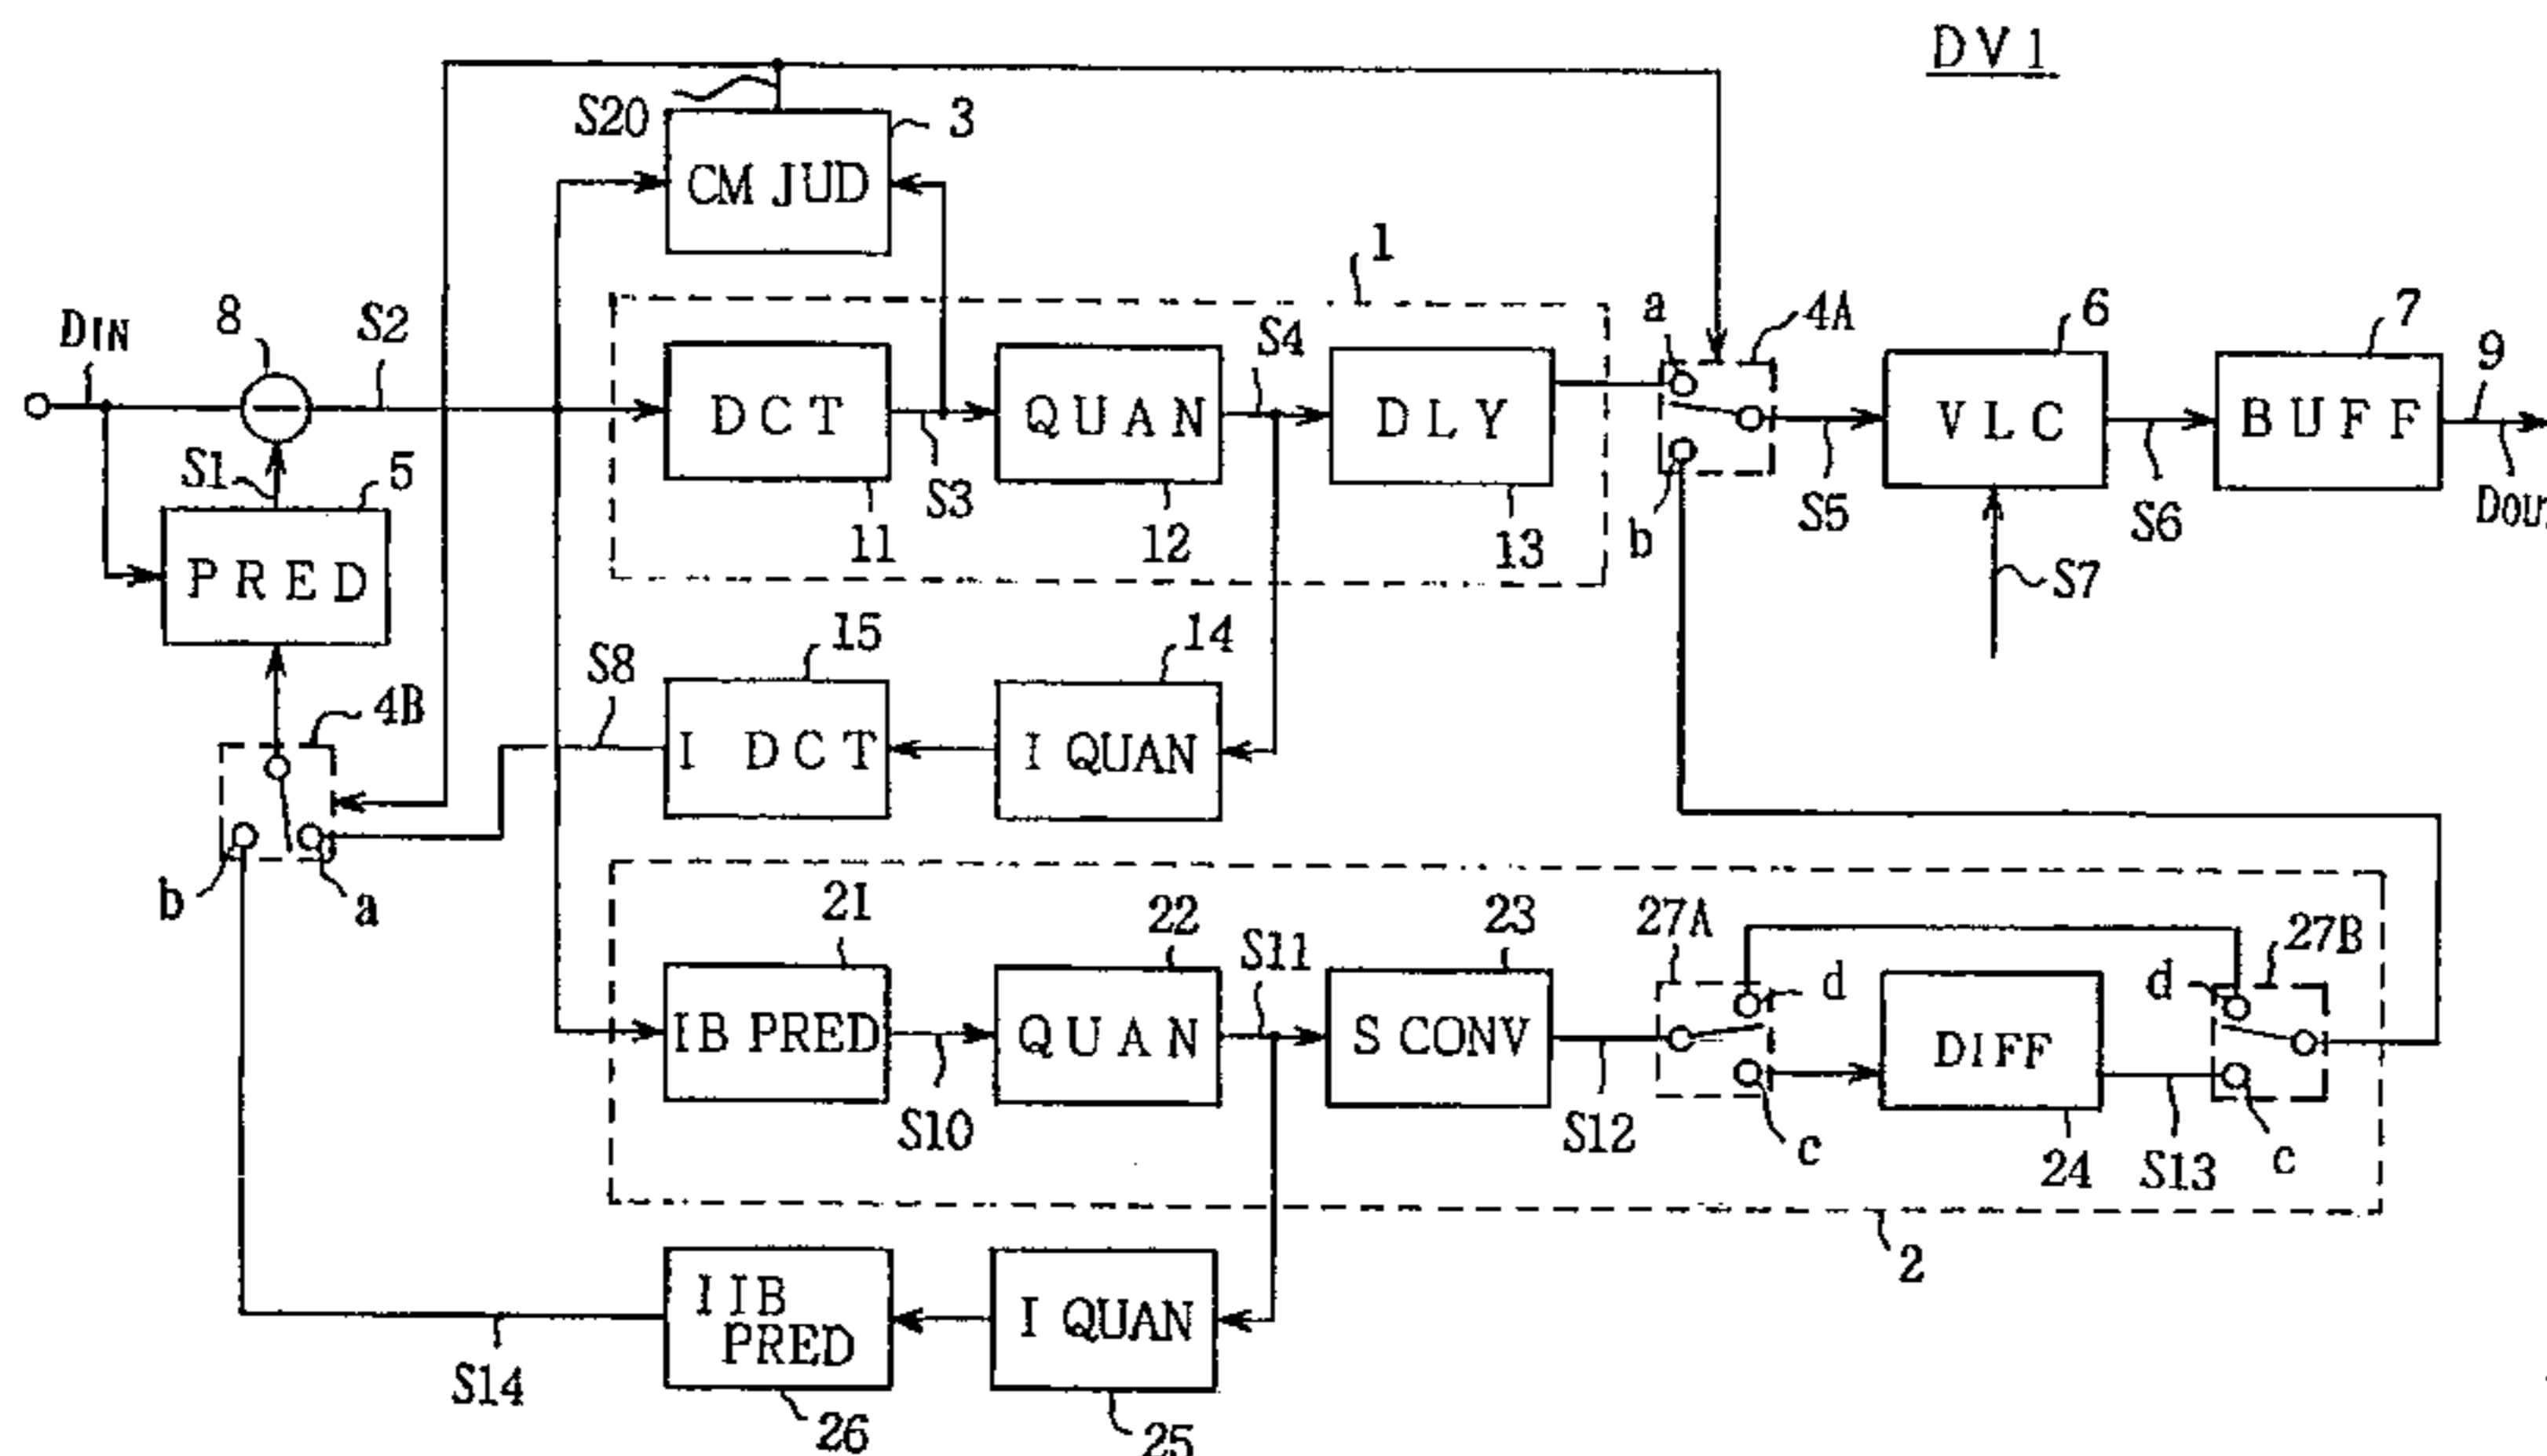 DV1
S20
3
CM JUD
1
DIN
8
S2
S4
a
4A
6
7
9
DCT
QUAN
DLY
VLC
BUFF
S1
5
S3
11
12
13
b
S5
S6
PRED
S7
S8
15
14
4B
I DCT
I QUAN
b
a
21
22
S11
23
27A
27B
d
d
IB PRED
QUAN
S CONV
DIFF
S10
S12
c
24
S13
c
2
I IB
PRED
I QUAN
S14
26
25